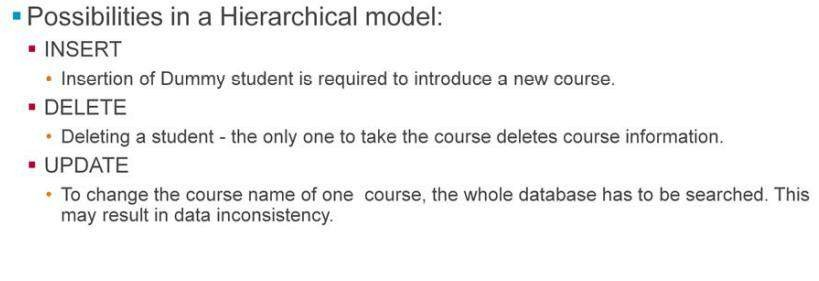 Possibilities in a Hierarchical model:
INSERT
Insertion of Dummy student is required to introduce a new course.
DELETE
Deleting a student - the only one to take the course deletes course information.
UPDATE
To change the course name of one course, the whole database has to be searched. This
may result in data inconsistency.